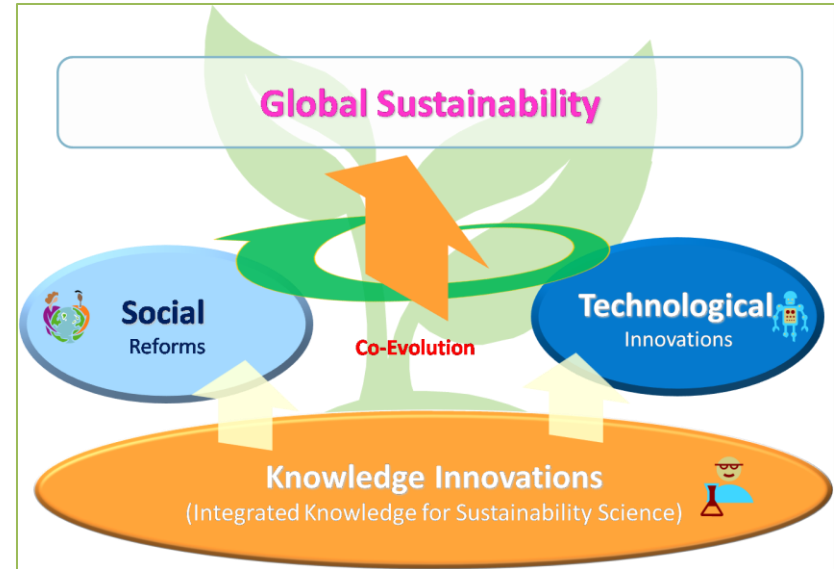 Global Sustainability
Social
Reforms
Technological
Innovations
Co-Evolution
Knowledge Innovations
(Integrated Knowledge for Sustainability Science)